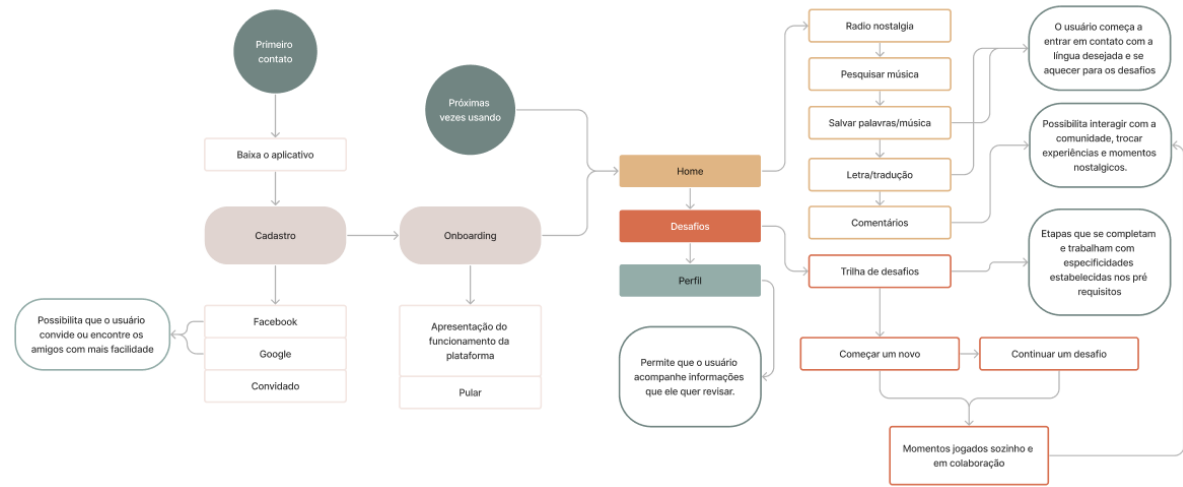 Primeiro
contato
Baixa o aplicativo
Cadastro
Facebook
Google
Convidado
Possibilita que o usuário
convide ou encontre os
amigos com mais facilidade
Próximas
vezes usando
Onboarding
Apresentação do
funcionamento da
plataforma
Pular
Home
Desafios
Perfil
Permite que o usuário
acompanhe informações
que ele quer revisar.
Radio nostalgia
Pesquisar música
Salvar palavras/música
Letra/tradução
Comentários
Trilha de desafios
Começar um novo
Continuar um desafio
Momentos jogados sozinho e
em colaboração
O usuário começa a
entrar em contato com a
língua desejada e se
aquecer para os desafios
Possibilita interagir com a
comunidade, trocar
experiências e momentos
nostalgicos.
Etapas que se completam
e trabalham com
especificidades
estabelecidas nos pré
requisitos